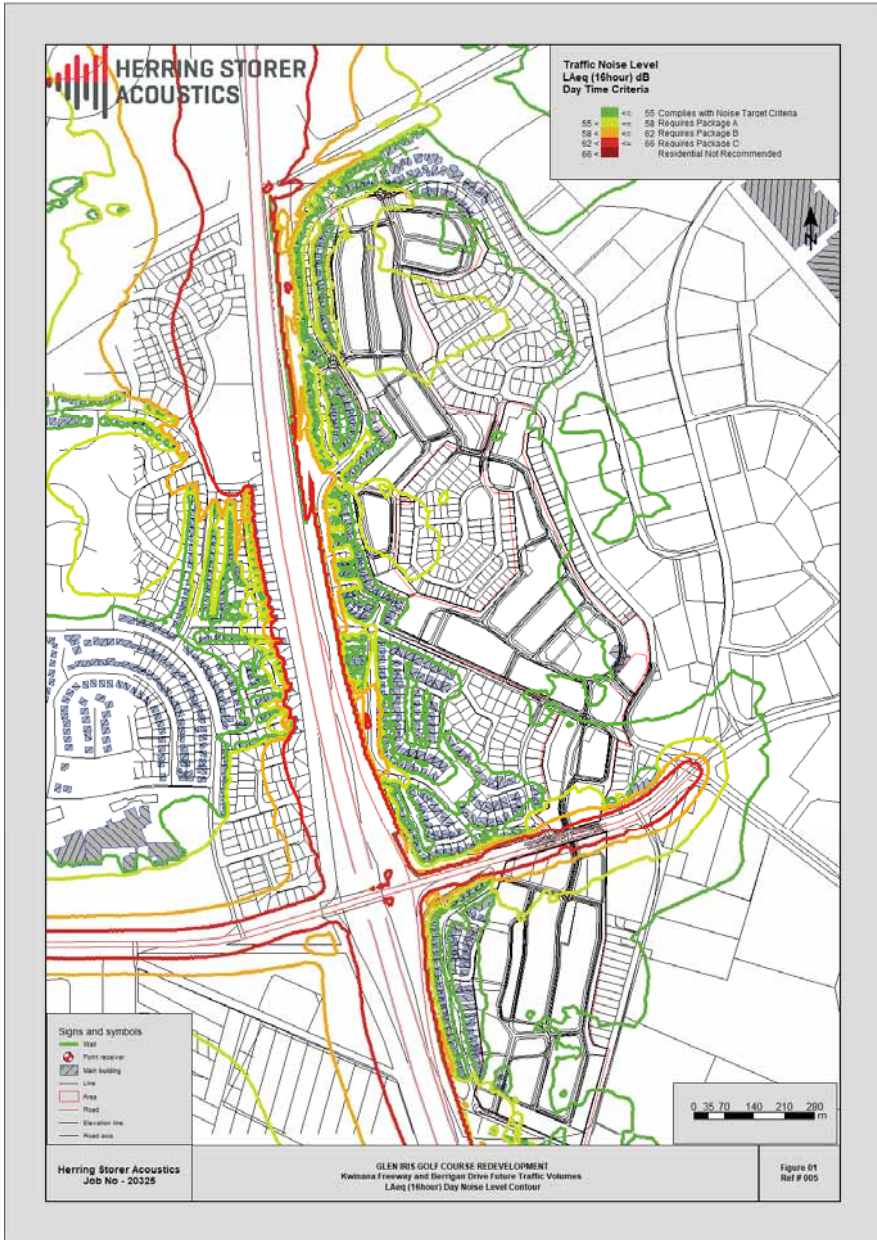 HERRING STORER
ACOUSTICS
Traffic Noise Level
LAeq (16hour) dB
Day Time Criteria
<= 55 Complies with Noise Target Criteria
55 < <= 58 Requires Package A
58 < <= 62 Requires Package B
62 < <= 66 Requires Package C
66 < Residential Not Recommended
N
Signs and symbols
Wall
Point receiver
Main building
Line
Area
Road
Elevation line
Road axis
0 35 70 140 210 280
m
Herring Storer Acoustics
Job No - 20325
GLEN IRIS GOLF COURSE REDEVELOPMENT
Kwinana Freeway and Berrigan Drive Future Traffic Volumes
LAeq (16hour) Day Noise Level Contour
Figure 01
Ref # 005